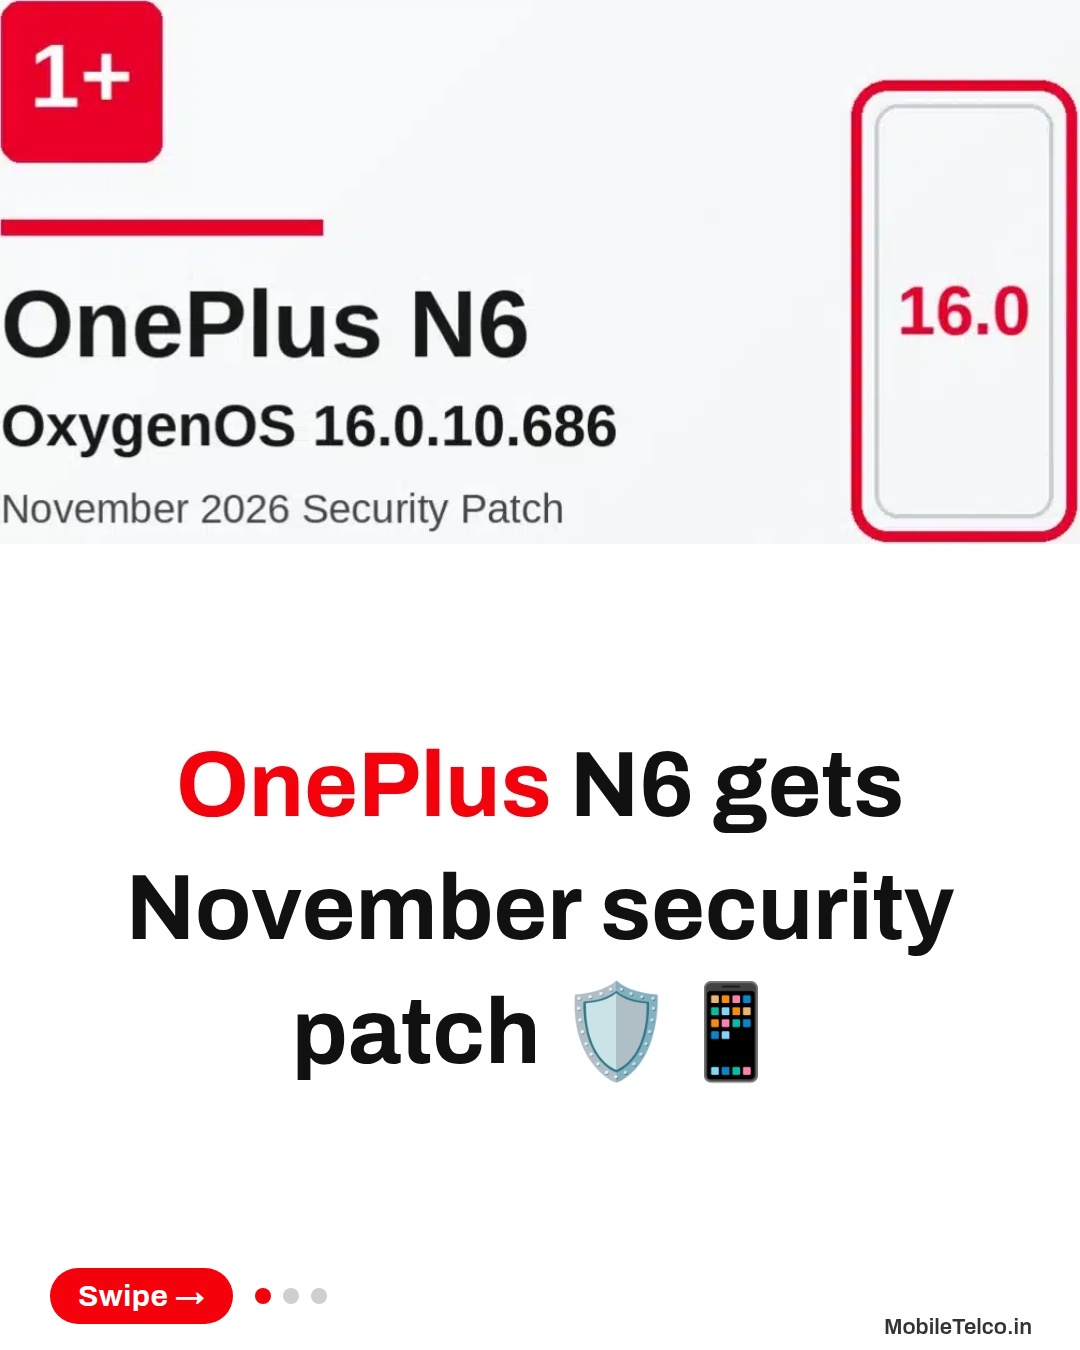 1+
OnePlus N6
OxygenOS 16.0.10.686
November 2026 Security Patch
16.0
OnePlus N6 gets
November security
patch 🛡️ 📱
Swipe →
MobileTelco.in